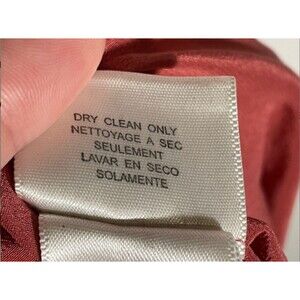 DRY CLEAN ONLY
NETTOYAGE A SEC
SEULEMENT
LAVAR EN SECO
SOLAMENTE